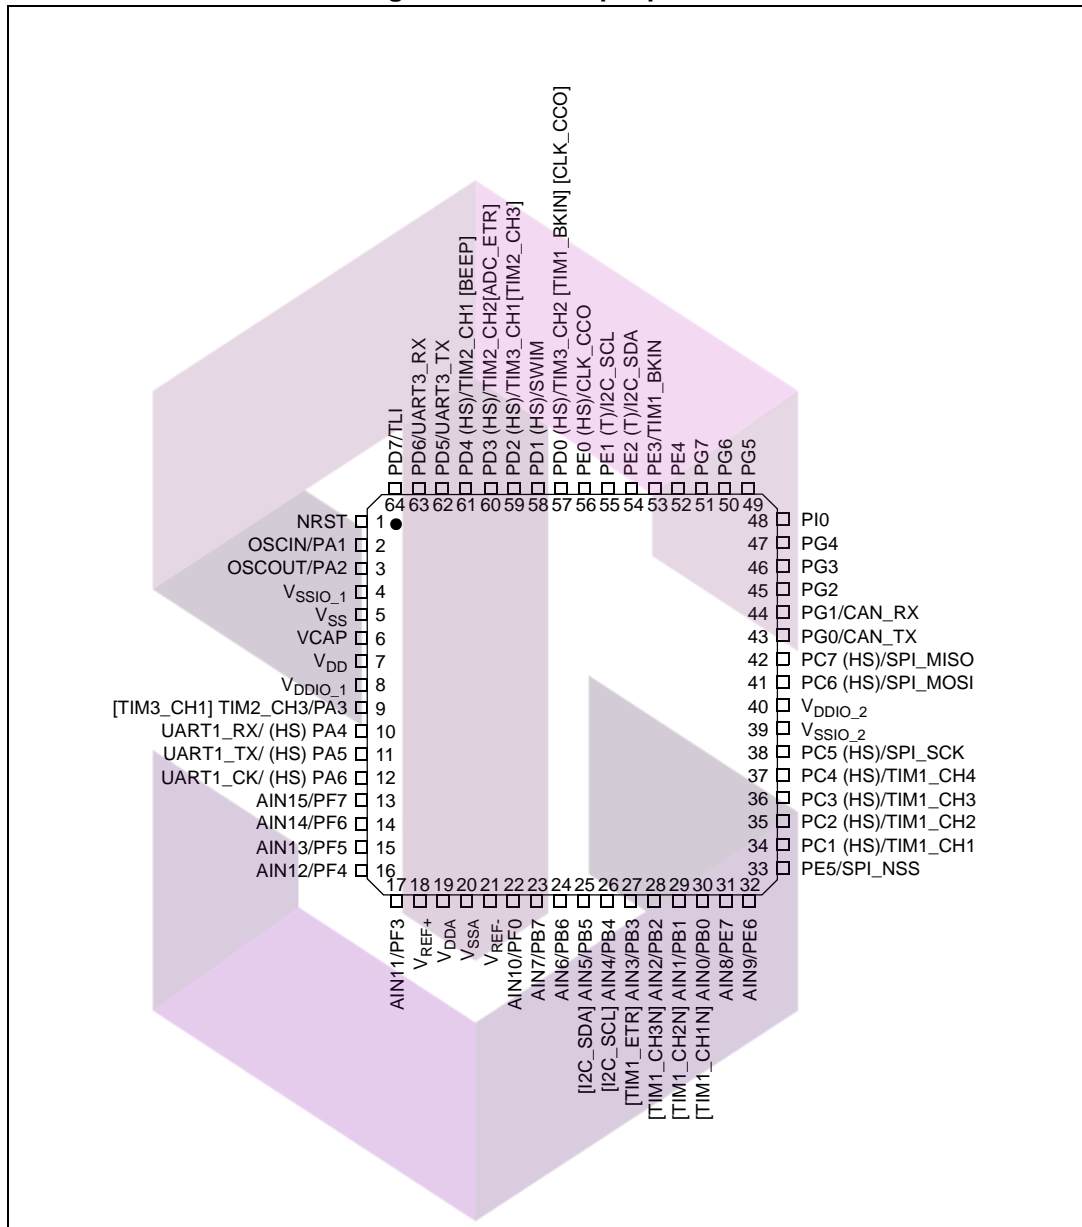 PD7/TLI
PD6/UART3_RX
PD5/UART3_TX
PD4 (HS)/TIM2_CH1 [BEEP]
PD3 (HS)/TIM2_CH2[ADC_ETR]
PD2 (HS)/TIM3_CH1[TIM2_CH3]
PD1 (HS)/SWIM
PD0 (HS)/TIM3_CH2 [TIM1_BKIN] [CLK_CCO]
PE0 (HS)/CLK_CCO
PE1 (T)/I2C_SCL
PE2 (T)/I2C_SDA
PE3/TIM1_BKIN
PE4
PG7
PG6
PG5
64 63 62 61 60 59 58 57 56 55 54 53 52 51 50 49
NRST 1
OSCIN/PA1 2
OSCOUT/PA2 3
VSSIO_1 4
VSS 5
VCAP 6
VDD 7
VDDIO_1 8
[TIM3_CH1] TIM2_CH3/PA3 9
UART1_RX/ (HS) PA4 10
UART1_TX/ (HS) PA5 11
UART1_CK/ (HS) PA6 12
AIN15/PF7 13
AIN14/PF6 14
AIN13/PF5 15
AIN12/PF4 16
48 PI0
47 PG4
46 PG3
45 PG2
44 PG1/CAN_RX
43 PG0/CAN_TX
42 PC7 (HS)/SPI_MISO
41 PC6 (HS)/SPI_MOSI
40 VDDIO_2
39 VSSIO_2
38 PC5 (HS)/SPI_SCK
37 PC4 (HS)/TIM1_CH4
36 PC3 (HS)/TIM1_CH3
35 PC2 (HS)/TIM1_CH2
34 PC1 (HS)/TIM1_CH1
33 PE5/SPI_NSS
17 18 19 20 21 22 23 24 25 26 27 28 29 30 31 32
AIN11/PF3
VREF+
VDDA
VSSA
VREF-
AIN10/PF0
AIN7/PB7
AIN6/PB6
[I2C_SDA] AIN5/PB5
[I2C_SCL] AIN4/PB4
[TIM1_ETR] AIN3/PB3
[TIM1_CH3N] AIN2/PB2
[TIM1_CH2N] AIN1/PB1
[TIM1_CH1N] AIN0/PB0
AIN8/PE7
AIN9/PE6